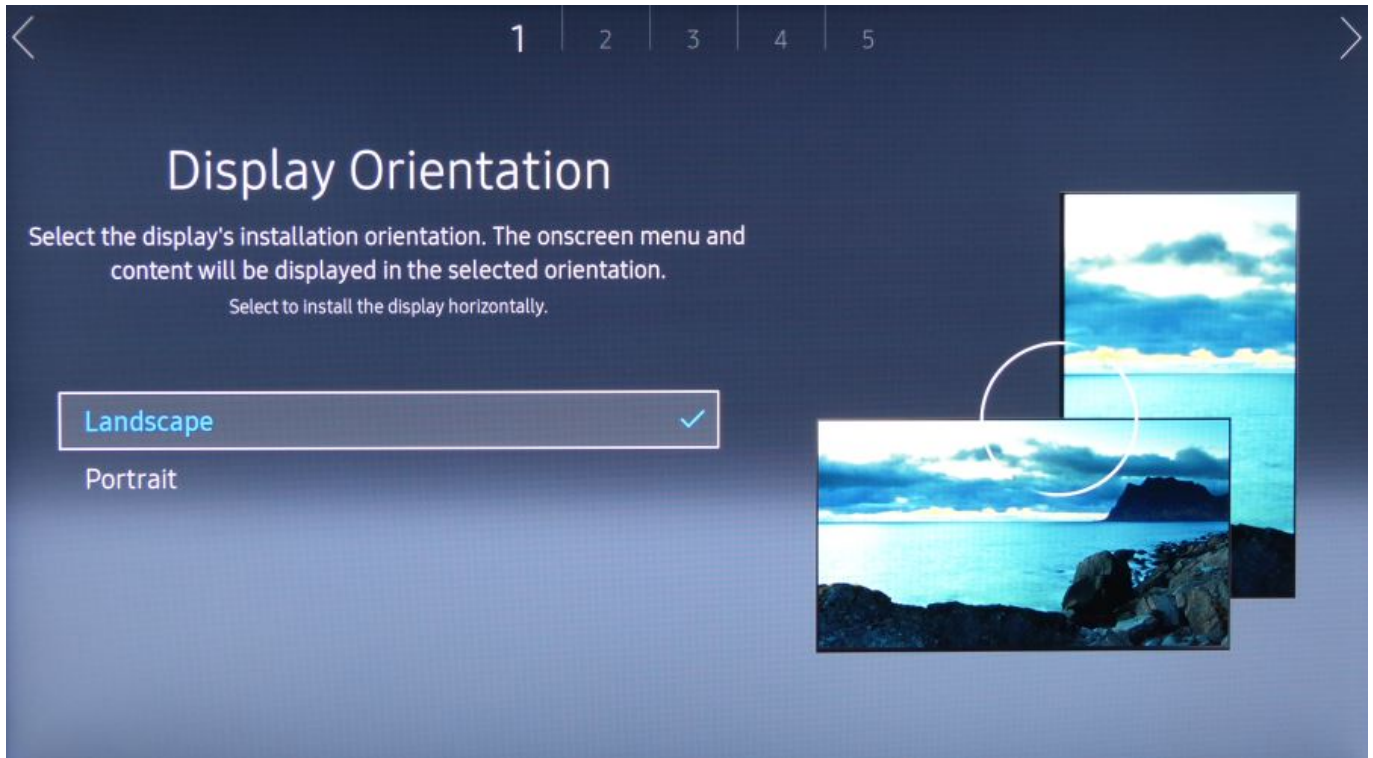 1 2 3 4 5
Display Orientation
Select the display's installation orientation. The onscreen menu and
content will be displayed in the selected orientation.
Select to install the display horizontally.
Landscape
Portrait